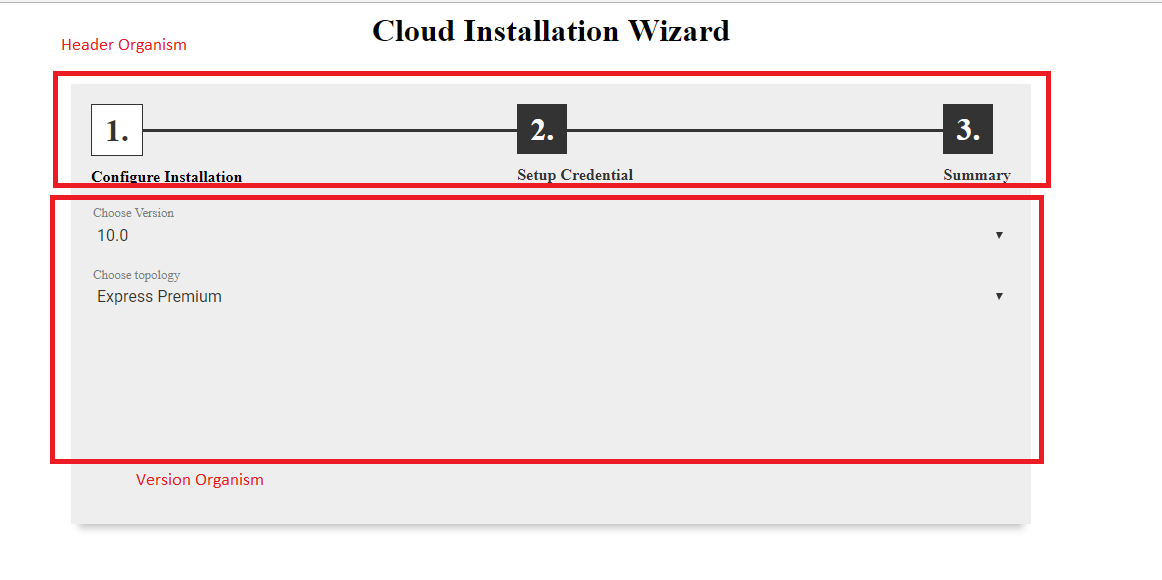 Cloud Installation Wizard
Header Organism
1. 2. 3.
Configure Installation Setup Credential Summary
Choose Version
10.0
Choose topology
Express Premium
Version Organism